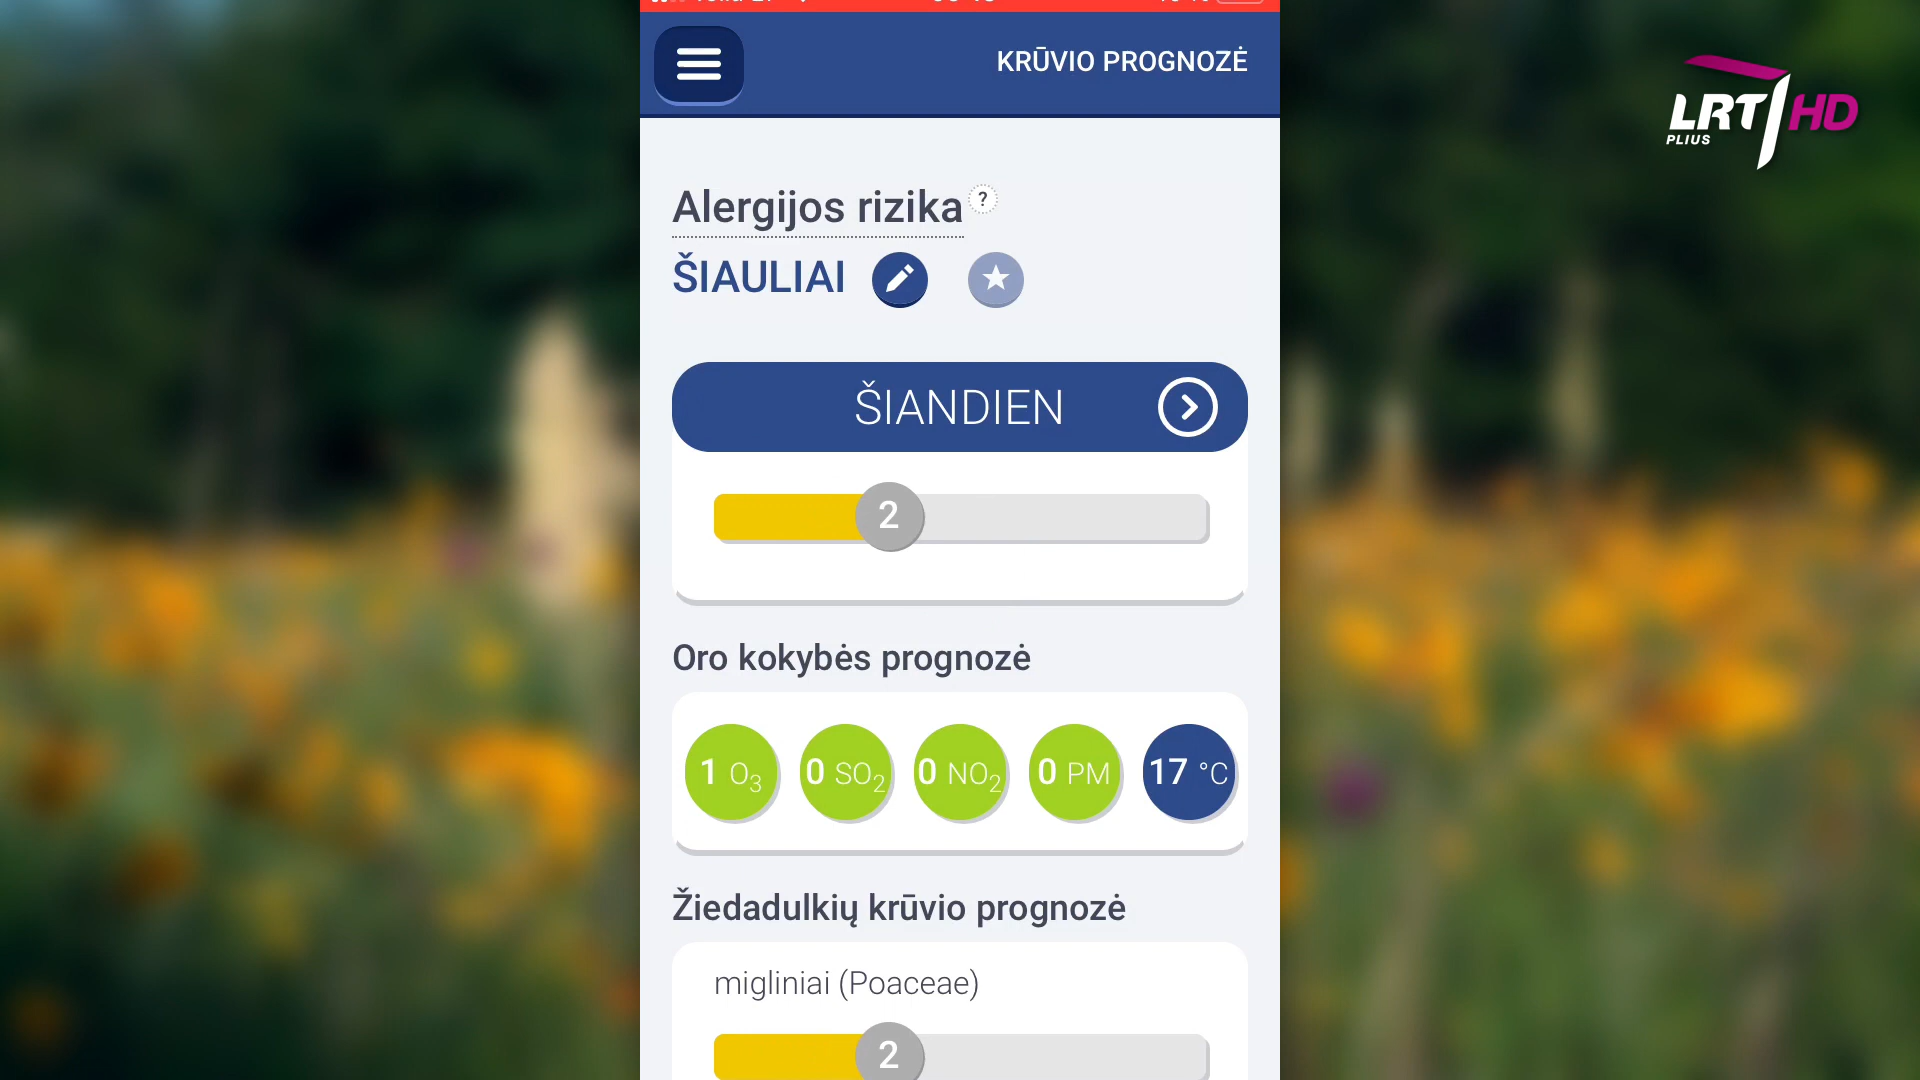 KRŪVIO PROGNOZĖ
LRT HD
PLIUS
Alergijos rizika ?
ŠIAULIAI
ŠIANDIEN
2
Oro kokybės prognozė
1 O₃ 0 SO₂ 0 NO₂ 0 PM 17 °C
Žiedadulkių krūvio prognozė
migliniai (Poaceae)
2